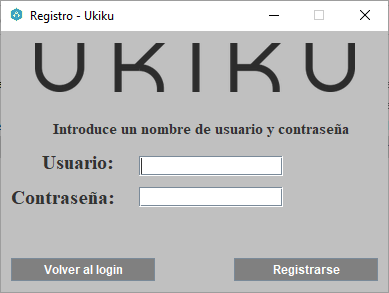 Registro - Ukiku
UKIKU
Introduce un nombre de usuario y contraseña
Usuario:
Contraseña:
Volver al login
Registrarse